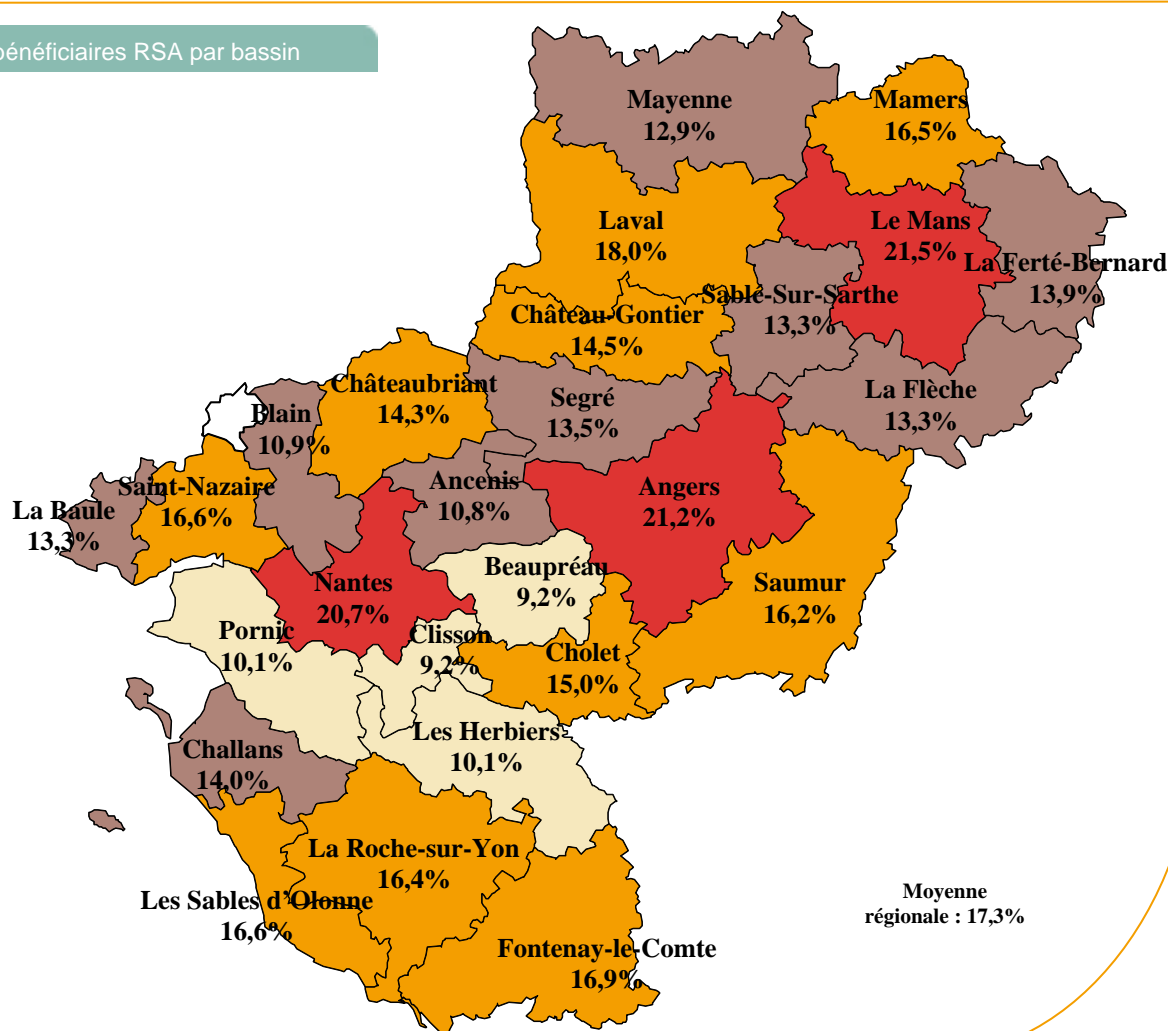 bénéficiaires RSA par bassin
Mayenne
12,9%
Mamers
16,5%
Laval
18,0%
Le Mans
21,5%
La Ferté-Bernard
13,9%
Sablé-Sur-Sarthe
13,3%
Château-Gontier
14,5%
Châteaubriant
14,3%
Segré
13,5%
La Flèche
13,3%
Blain
10,9%
Saint-Nazaire
16,6%
La Baule
13,3%
Ancenis
10,8%
Angers
21,2%
Nantes
20,7%
Beaupréau
9,2%
Saumur
16,2%
Pornic
10,1%
Clisson
9,2%
Cholet
15,0%
Les Herbiers
10,1%
Challans
14,0%
La Roche-sur-Yon
16,4%
Les Sables d'Olonne
16,6%
Fontenay-le-Comte
16,9%
Moyenne
régionale : 17,3%